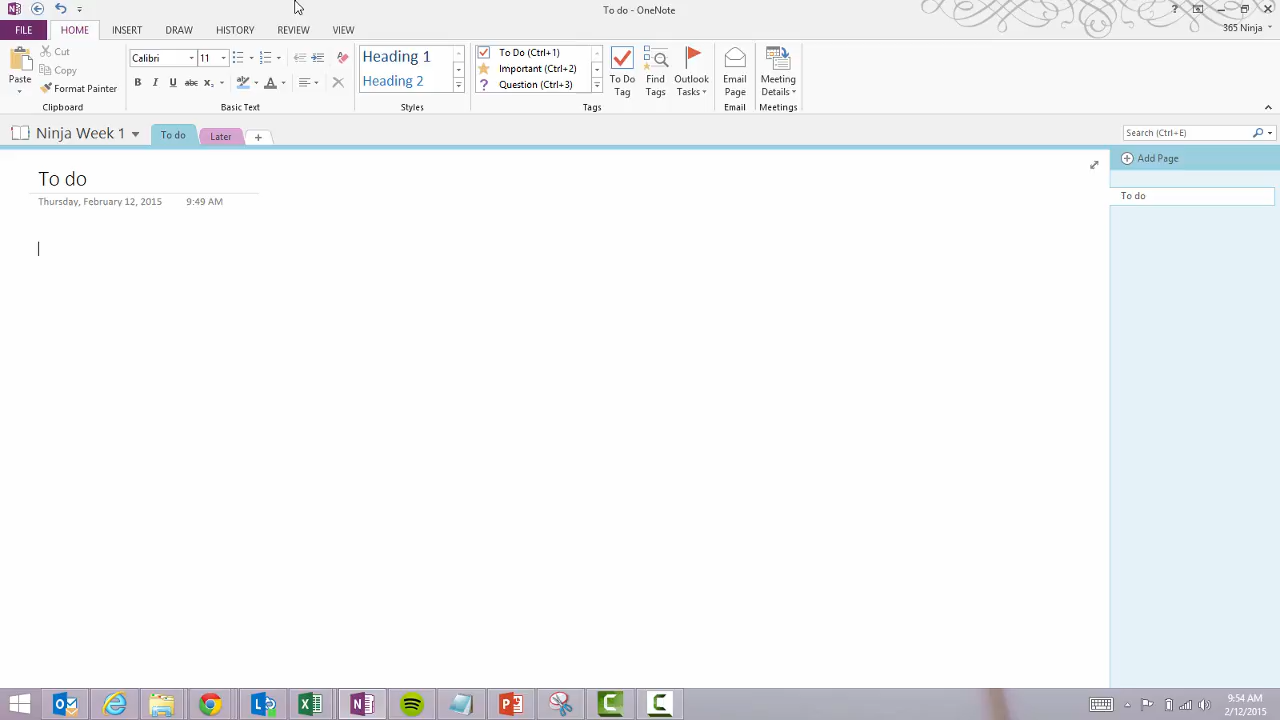 To do - OneNote
?
FILE HOME INSERT DRAW HISTORY REVIEW VIEW
365 Ninja
Paste
Cut
Copy
Format Painter
Clipboard
Calibri 11
B I U abc X₂ A
Basic Text
Heading 1
Heading 2
Styles
To Do (Ctrl+1)
Important (Ctrl+2)
? Question (Ctrl+3)
To Do
Tag
Find
Tags
Tags
Outlook
Tasks
Email
Page
Email
Meeting
Details
Meetings
Ninja Week 1 To do Later +
Search (Ctrl+E)
Add Page
To do
To do
Thursday, February 12, 2015 9:49 AM
9:54 AM
2/12/2015